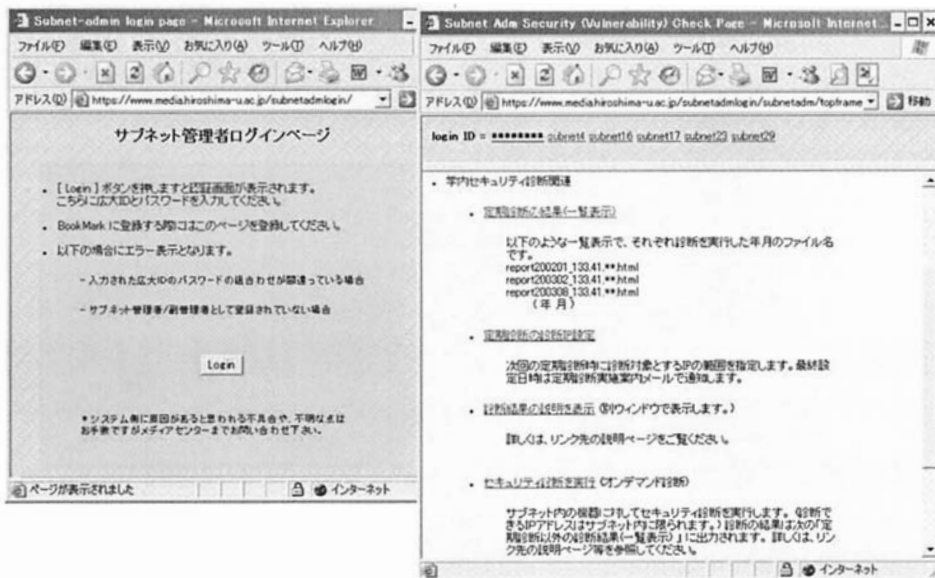 Subnet-admin login page - Microsoft Internet Explorer
ファイル(F) 編集(E) 表示(V) お気に入り(A) ツール(T) ヘルプ(H)
アドレス(D) https://www.media.hiroshima-u.ac.jp/subnetadmlogin/
サブネット管理者ログインページ
・ [ Login ] ボタンを押しますと認証画面が表示されます。
こちらに広大IDとパスワードを入力してください。
・ BookMark に登録する際にはこのページを登録してください。
・ 以下の場合にエラー表示となります。
- 入力された広大IDのパスワードの組合わせが間違っている場合
- サブネット管理者/副管理者として登録されていない場合
Login
*システム側に原因があると思われる不具合や、不明な点は
お手数ですがメディアセンターまでお問い合わせ下さい。
ページが表示されました
インターネット
Subnet Adm Security (Vulnerability) Check Page - Microsoft Internet...
ファイル(F) 編集(E) 表示(V) お気に入り(A) ツール(T) ヘルプ(H)
アドレス(D) https://www.media.hiroshima-u.ac.jp/subnetadmlogin/subnetadm/topframe 移動
login ID = ******** subnet4 subnet16 subnet17 subnet23 subnet29
・ 学内セキュリティ診断関連
・ 定期診断の結果(一覧表示)
以下のような一覧表示で、それぞれ診断を実行した年月のファイル名
です。
report200201_133.41.**.html
report200302_133.41.**.html
report200308_133.41.**.html
(年 月)
・ 定期診断の診断IP設定
次回の定期診断時に診断対象とするIPの範囲を指定します。最終設
定日時は定期診断実施案内メールで通知します。
・ 診断結果の説明を表示 (別ウィンドウで表示します。)
詳しくは、リンク先の説明ページをご覧ください。
・ セキュリティ診断を実行 (オンデマンド診断)
サブネット内の機器に対してセキュリティ診断を実行します。(診断で
きるIPアドレスはサブネット内に限られます。) 診断の結果は次の「定
期診断以外の診断結果(一覧表示) 」に出力されます。詳しくは、リン
ク先の説明ページ等を参照してください。
インターネット